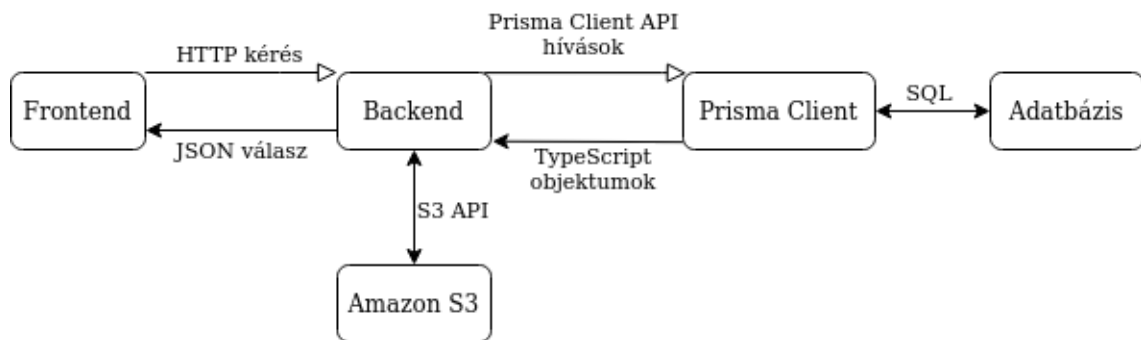 Prisma Client API
hívások
HTTP kérés
Frontend
Backend
Prisma Client
SQL
Adatbázis
JSON válasz
TypeScript
objektumok
S3 API
Amazon S3